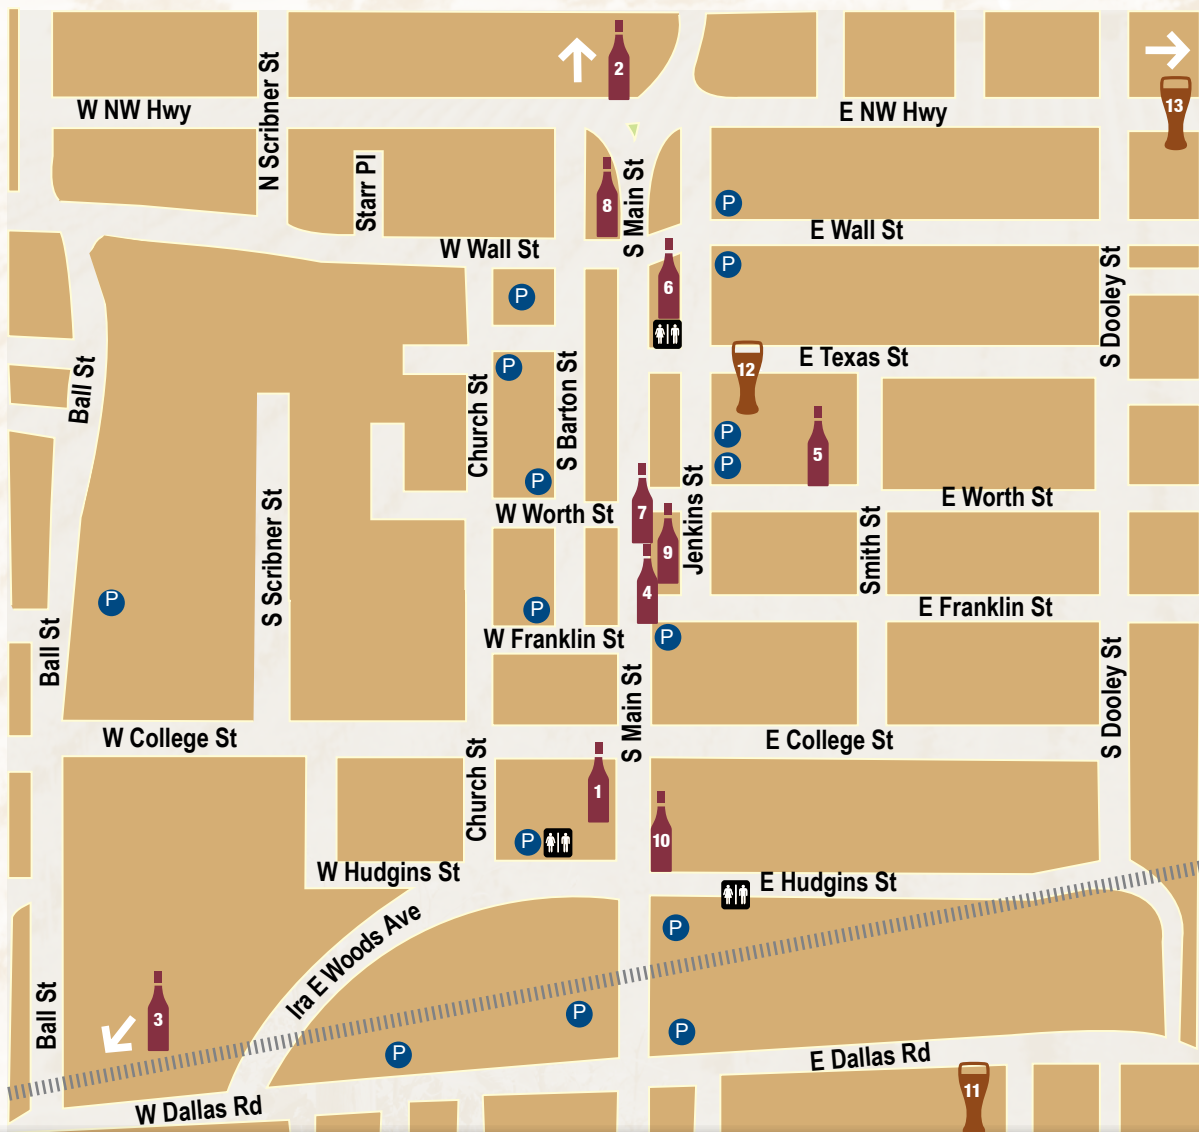 2
13
W NW Hwy
N Scribner St
E NW Hwy
Starr Pl
8
S Main St
P
E Wall St
W Wall St
P
6
S Dooley St
P
P
12
E Texas St
Ball St
Church St
S Barton St
P
P
5
P
7
Jenkins St
E Worth St
W Worth St
S Scribner St
9
Smith St
4
P
P
E Franklin St
W Franklin St
P
Ball St
S Main St
S Dooley St
W College St
E College St
Church St
1
P
10
W Hudgins St
E Hudgins St
Ira E Woods Ave
P
Ball St
3
P
P
P
E Dallas Rd
11
W Dallas Rd